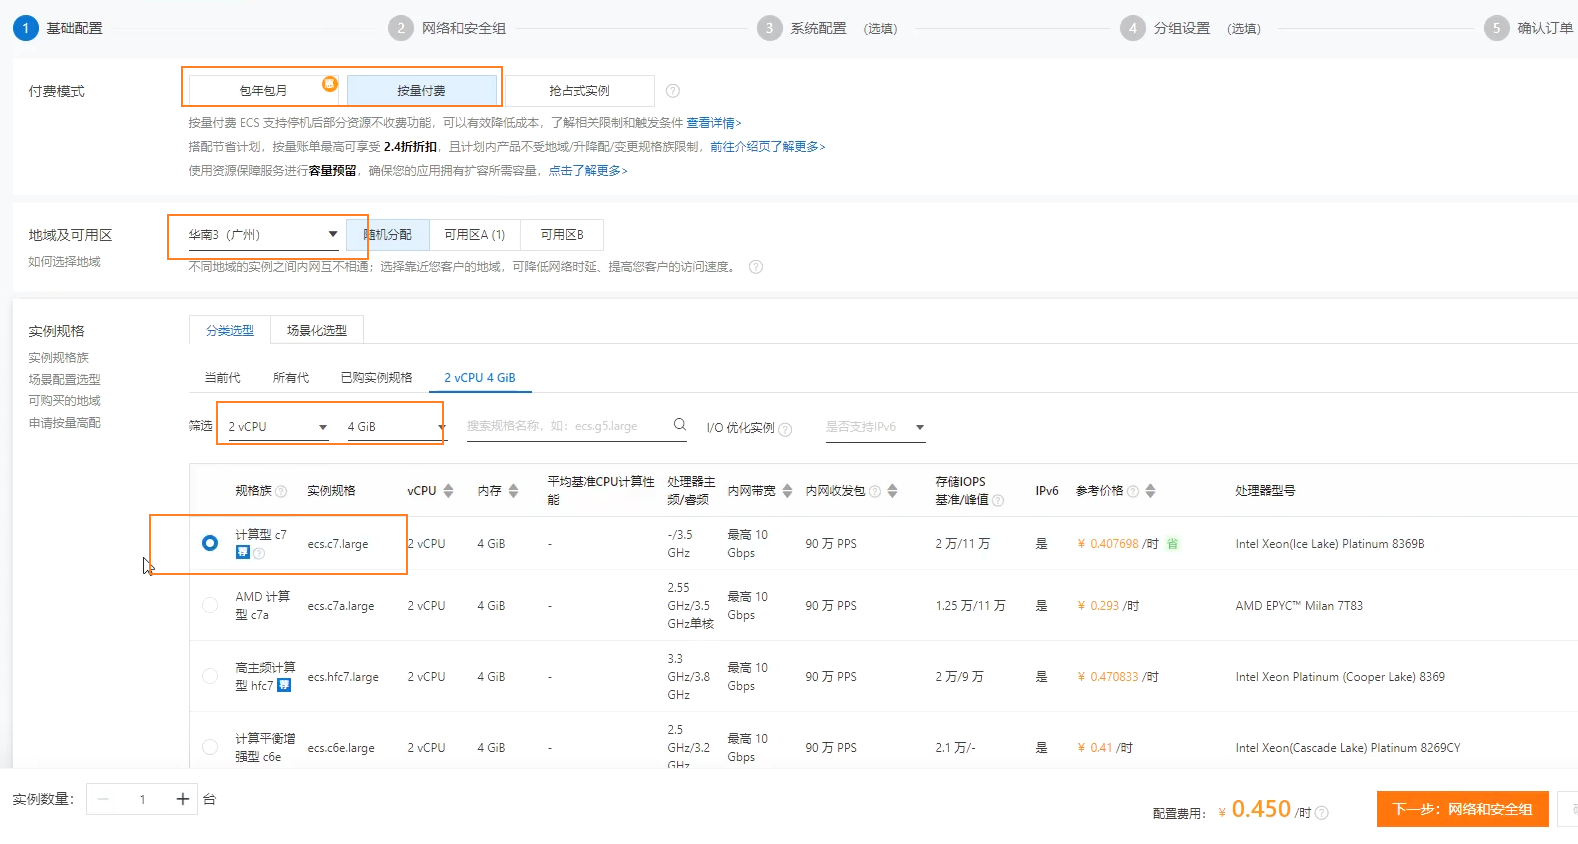 1 基础配置 2 网络和安全组 3 系统配置 (选填) 4 分组设置 (选填) 5 确认订单
付费模式 包年包月 惠 按量付费 抢占式实例
按量付费 ECS 支持停机后部分资源不收费功能，可以有效降低成本，了解相关限制和触发条件 查看详情>
搭配节省计划，按量账单最高可享受 2.4折折扣，且计划内产品不受地域/升降配/变更规格族限制，前往介绍页了解更多>
使用资源保障服务进行容量预留，确保您的应用拥有扩容所需容量，点击了解更多>
地域及可用区 华南3（广州） 随机分配 可用区A (1) 可用区B
如何选择地域
不同地域的实例之间内网互不相通；选择靠近您客户的地域，可降低网络时延、提高您客户的访问速度。
实例规格 分类选型 场景化选型
实例规格族
场景配置选型
可购买的地域
申请按量高配
当前代 所有代 已购实例规格 2 vCPU 4 GiB
筛选 2 vCPU 4 GiB 搜索规格名称，如：ecs.g5.large I/O 优化实例 是否支持IPv6
规格族 实例规格 vCPU 内存 平均基准CPU计算性能 处理器主频/睿频 内网带宽 内网收发包 存储IOPS 基准/峰值 IPv6 参考价格 处理器型号
计算型 c7 荐 ecs.c7.large 2 vCPU 4 GiB - -/3.5 GHz 最高 10 Gbps 90 万 PPS 2 万/11 万 是 ¥ 0.407698 /时 省 Intel Xeon(Ice Lake) Platinum 8369B
AMD 计算型 c7a ecs.c7a.large 2 vCPU 4 GiB - 2.55 GHz/3.5 GHz单核 最高 10 Gbps 90 万 PPS 1.25 万/11 万 是 ¥ 0.293 /时 AMD EPYC™ Milan 7T83
高主频计算型 hfc7 荐 ecs.hfc7.large 2 vCPU 4 GiB - 3.3 GHz/3.8 GHz 最高 10 Gbps 90 万 PPS 2 万/9 万 是 ¥ 0.470833 /时 Intel Xeon Platinum (Cooper Lake) 8369
计算平衡增强型 c6e ecs.c6e.large 2 vCPU 4 GiB - 2.5 GHz/3.2 GHz 最高 10 Gbps 90 万 PPS 2.1 万/- 是 ¥ 0.41 /时 Intel Xeon(Cascade Lake) Platinum 8269CY
实例数量： − 1 + 台
配置费用： ¥ 0.450 /时 下一步：网络和安全组